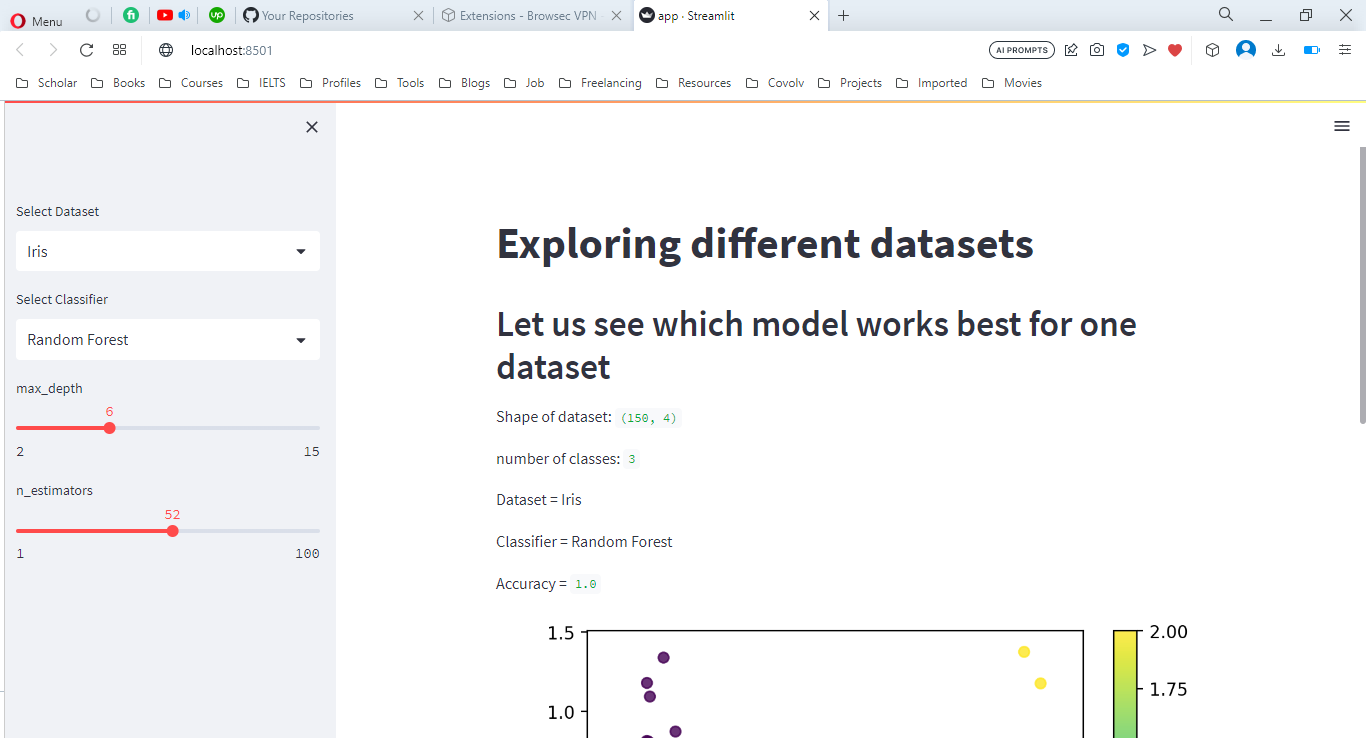 Menu
fi
up
Your Repositories
Extensions - Browsec VPN -
app · Streamlit
localhost:8501
AI PROMPTS
Scholar
Books
Courses
IELTS
Profiles
Tools
Blogs
Job
Freelancing
Resources
Covolv
Projects
Imported
Movies
Select Dataset
Iris
Select Classifier
Random Forest
max_depth
6
2 15
n_estimators
52
1 100
Exploring different datasets
Let us see which model works best for one
dataset
Shape of dataset: (150, 4)
number of classes: 3
Dataset = Iris
Classifier = Random Forest
Accuracy = 1.0
1.5
1.0
2.00
1.75